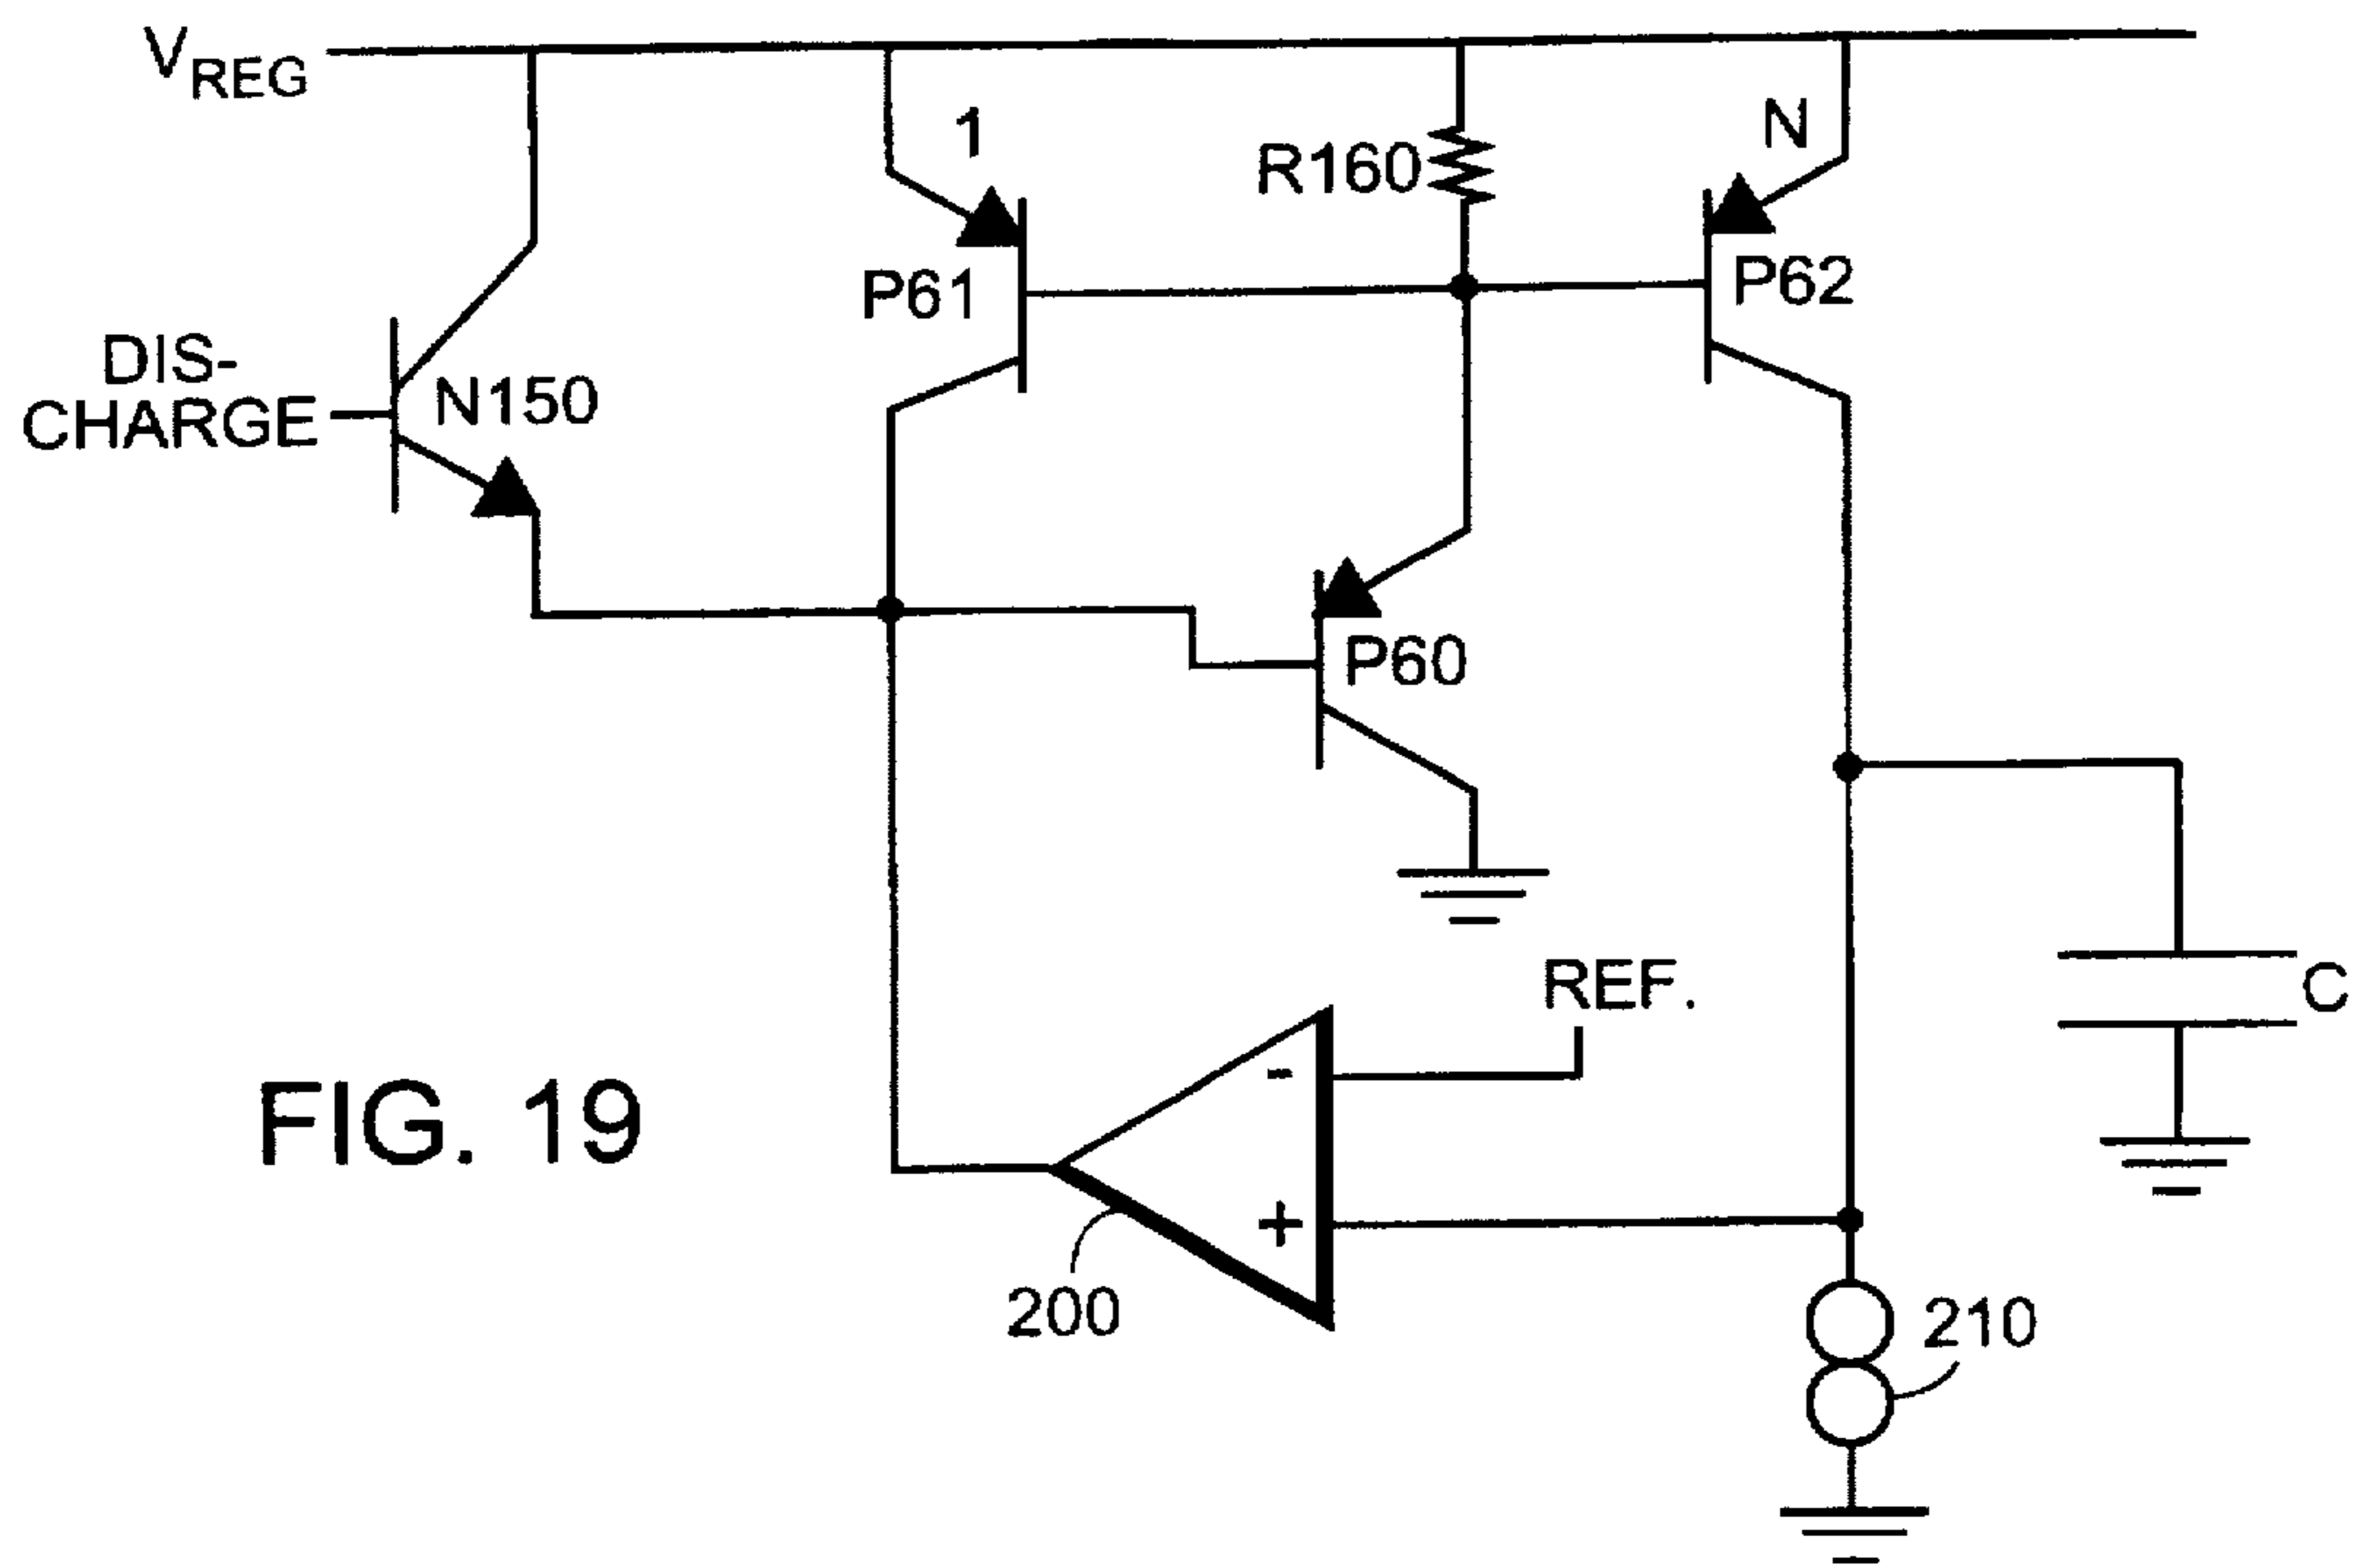 VREG
1
R160
N
P61
P62
DIS-
CHARGE
N150
P60
REF.
-
+
C
FIG. 19
200
210